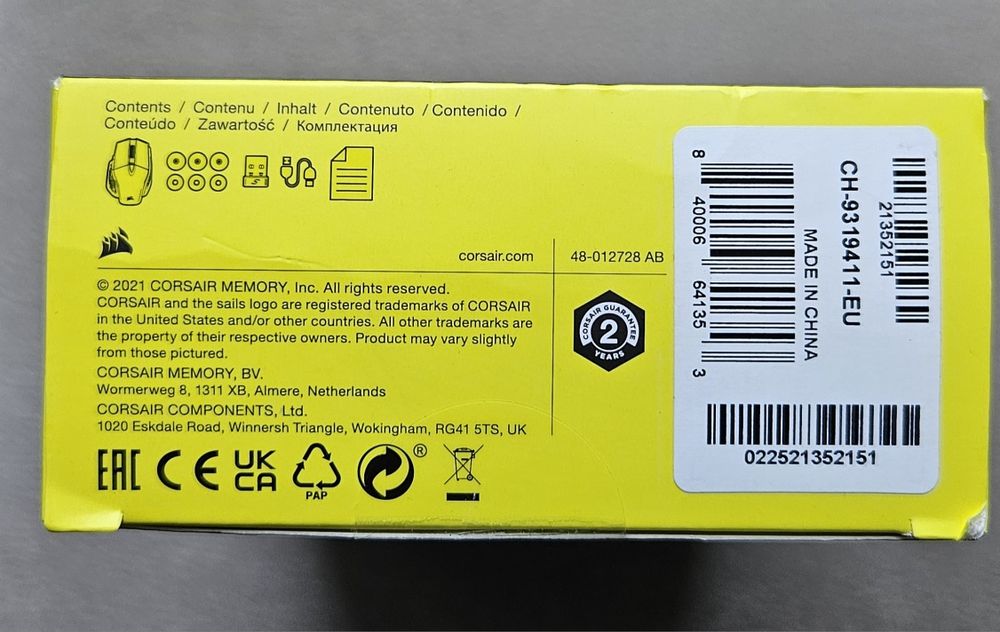 Contents / Contenu / Inhalt / Contenuto / Contenido /
Conteúdo / Zawartość / Комплектация
corsair.com
48-012728 AB
© 2021 CORSAIR MEMORY, Inc. All rights reserved.
CORSAIR and the sails logo are registered trademarks of CORSAIR
in the United States and/or other countries. All other trademarks are
the property of their respective owners. Product may vary slightly
from those pictured.
CORSAIR MEMORY, BV.
Wormerweg 8, 1311 XB, Almere, Netherlands
CORSAIR COMPONENTS, Ltd.
1020 Eskdale Road, Winnersh Triangle, Wokingham, RG41 5TS, UK
EAC CE UK
CA
PAP
®
CORSAIR GUARANTEE
2
YEARS
21352151
CH-9319411-EU
MADE IN CHINA
8 40006 64135 3
022521352151